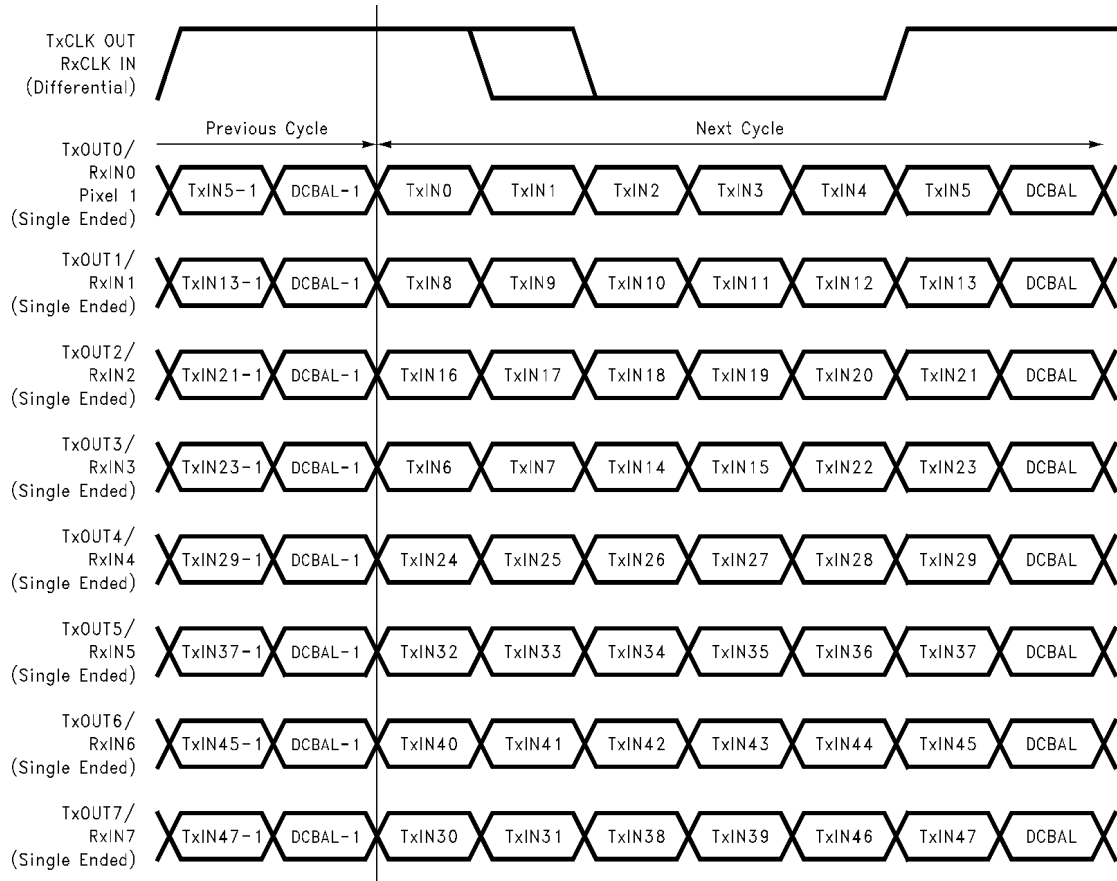 TxCLK OUT
RxCLK IN
(Differential)
Previous Cycle
Next Cycle
TxOUT0/
RxIN0
Pixel 1
(Single Ended)
TxIN5-1 DCBAL-1 TxIN0 TxIN1 TxIN2 TxIN3 TxIN4 TxIN5 DCBAL
TxOUT1/
RxIN1
(Single Ended)
TxIN13-1 DCBAL-1 TxIN8 TxIN9 TxIN10 TxIN11 TxIN12 TxIN13 DCBAL
TxOUT2/
RxIN2
(Single Ended)
TxIN21-1 DCBAL-1 TxIN16 TxIN17 TxIN18 TxIN19 TxIN20 TxIN21 DCBAL
TxOUT3/
RxIN3
(Single Ended)
TxIN23-1 DCBAL-1 TxIN6 TxIN7 TxIN14 TxIN15 TxIN22 TxIN23 DCBAL
TxOUT4/
RxIN4
(Single Ended)
TxIN29-1 DCBAL-1 TxIN24 TxIN25 TxIN26 TxIN27 TxIN28 TxIN29 DCBAL
TxOUT5/
RxIN5
(Single Ended)
TxIN37-1 DCBAL-1 TxIN32 TxIN33 TxIN34 TxIN35 TxIN36 TxIN37 DCBAL
TxOUT6/
RxIN6
(Single Ended)
TxIN45-1 DCBAL-1 TxIN40 TxIN41 TxIN42 TxIN43 TxIN44 TxIN45 DCBAL
TxOUT7/
RxIN7
(Single Ended)
TxIN47-1 DCBAL-1 TxIN30 TxIN31 TxIN38 TxIN39 TxIN46 TxIN47 DCBAL